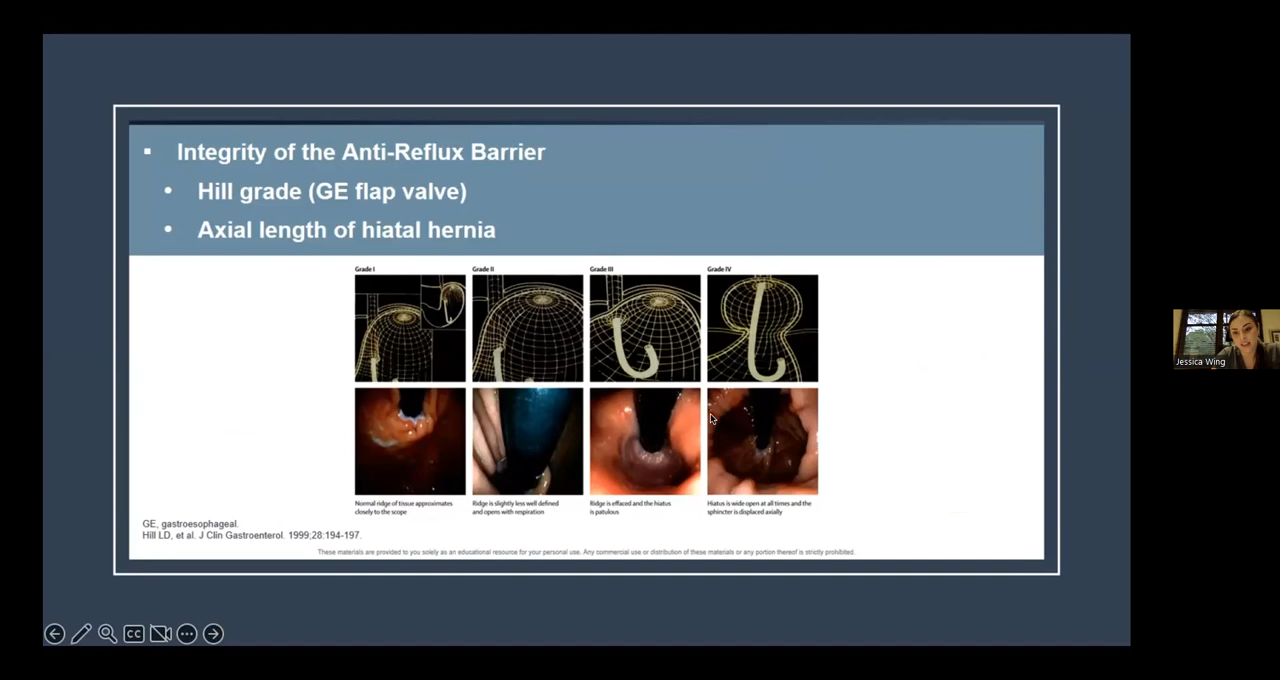 Integrity of the Anti-Reflux Barrier
Hill grade (GE flap valve)
Axial length of hiatal hernia
Grade I
Grade II
Grade III
Grade IV
Normal ridge of tissue approximates
closely to the scope
Ridge is slightly less well defined
and opens with respiration
Ridge is effaced and the hiatus
is patulous
Hiatus is wide open at all times and the
sphincter is displaced axially
GE, gastroesophageal.
Hill LD, et al. J Clin Gastroenterol. 1999;28:194-197.
These materials are provided to you solely as an educational resource for your personal use. Any commercial use or distribution of these materials or any portion thereof is strictly prohibited.
Jessica Wing
CC